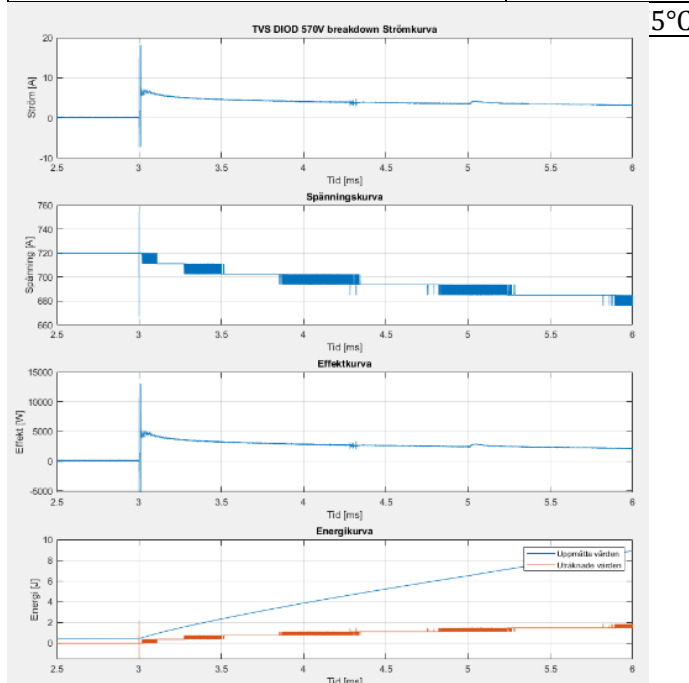 5°C
TVS DIOD 570V breakdown Strömkurva
20
10
0
-10
Ström [A]
2.5 3 3.5 4 4.5 5 5.5 6
Tid [ms]
Spänningskurva
760
720
700
680
660
Spänning [A]
2.5 3 3.5 4 4.5 5 5.5 6
Tid [ms]
Effektkurva
15000
10000
5000
0
-5000
Effekt [W]
2.5 3 3.5 4 4.5 5 5.5 6
Tid [ms]
Energikurva
10
8
6
4
2
0
Energi [J]
Uppmätta värden
Uträknade värden
2.5 3 3.5 4 4.5 5 5.5 6
Tid [ms]